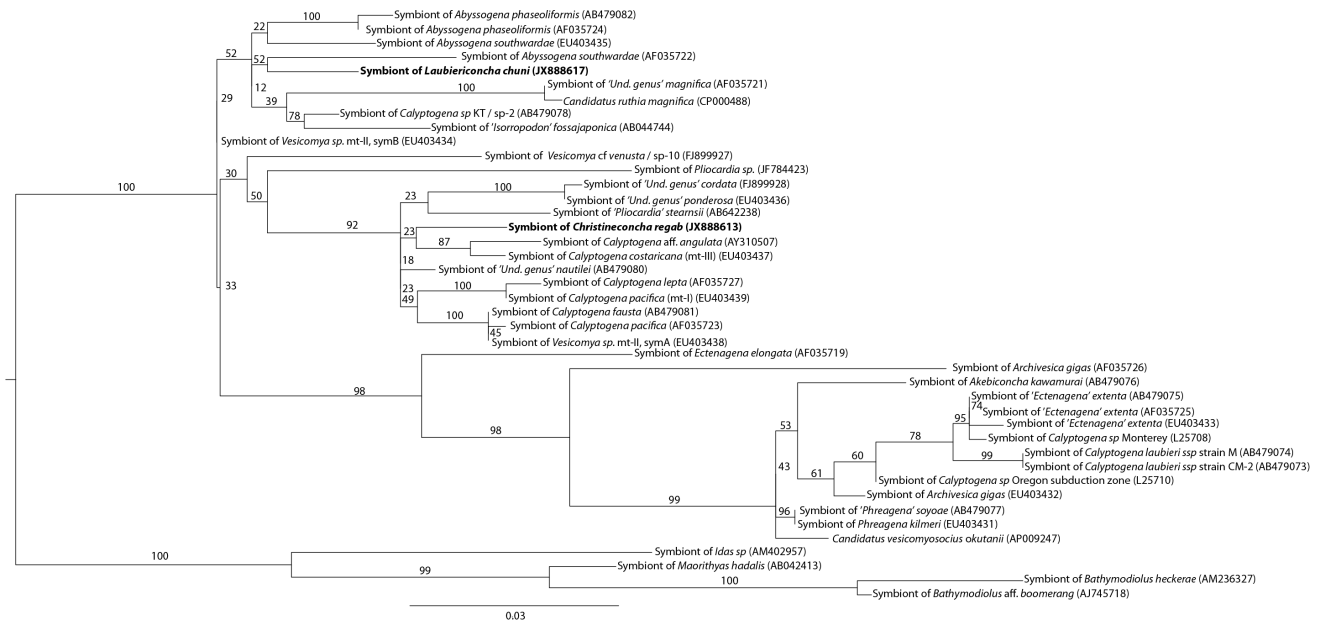 100
Symbiont of Abyssogena phaseoliformis (AB479082)
22
Symbiont of Abyssogena phaseoliformis (AF035724)
Symbiont of Abyssogena southwardae (EU403435)
52
52
Symbiont of Abyssogena southwardae (AF035722)
Symbiont of Laubiericoncha chuni (JX888617)
12
100
Symbiont of 'Und. genus' magnifica (AF035721)
29
39
Candidatus ruthia magnifica (CP000488)
78
Symbiont of Calyptogena sp KT / sp-2 (AB479078)
Symbiont of 'Isorropodon' fossajaponica (AB044744)
Symbiont of Vesicomya sp. mt-II, symB (EU403434)
Symbiont of Vesicomya cf venusta / sp-10 (FJ899927)
30
Symbiont of Pliocardia sp. (JF784423)
100
50
100
Symbiont of 'Und. genus' cordata (FJ899928)
23
Symbiont of 'Und. genus' ponderosa (EU403436)
Symbiont of 'Pliocardia' stearnsii (AB642238)
92
23
Symbiont of Christineconcha regab (JX888613)
87
Symbiont of Calyptogena aff. angulata (AY310507)
Symbiont of Calyptogena costaricana (mt-III) (EU403437)
18
Symbiont of 'Und. genus' nautilei (AB479080)
33
23
100
Symbiont of Calyptogena lepta (AF035727)
49
Symbiont of Calyptogena pacifica (mt-I) (EU403439)
100
Symbiont of Calyptogena fausta (AB479081)
Symbiont of Calyptogena pacifica (AF035723)
45
Symbiont of Vesicomya sp. mt-II, symA (EU403438)
Symbiont of Ectenagena elongata (AF035719)
98
Symbiont of Archivesica gigas (AF035726)
Symbiont of Akebiconcha kawamurai (AB479076)
Symbiont of 'Ectenagena' extenta (AB479075)
74
Symbiont of 'Ectenagena' extenta (AF035725)
95
Symbiont of 'Ectenagena' extenta (EU403433)
98
53
78
Symbiont of Calyptogena sp Monterey (L25708)
99
Symbiont of Calyptogena laubieri ssp strain M (AB479074)
60
43
Symbiont of Calyptogena laubieri ssp strain CM-2 (AB479073)
61
Symbiont of Calyptogena sp Oregon subduction zone (L25710)
Symbiont of Archivesica gigas (EU403432)
99
96
Symbiont of 'Phreagena' soyoae (AB479077)
Symbiont of Phreagena kilmeri (EU403431)
Candidatus vesicomyosocius okutanii (AP009247)
100
Symbiont of Idas sp (AM402957)
99
Symbiont of Maorithyas hadalis (AB042413)
100
Symbiont of Bathymodiolus heckerae (AM236327)
Symbiont of Bathymodiolus aff. boomerang (AJ745718)
0.03